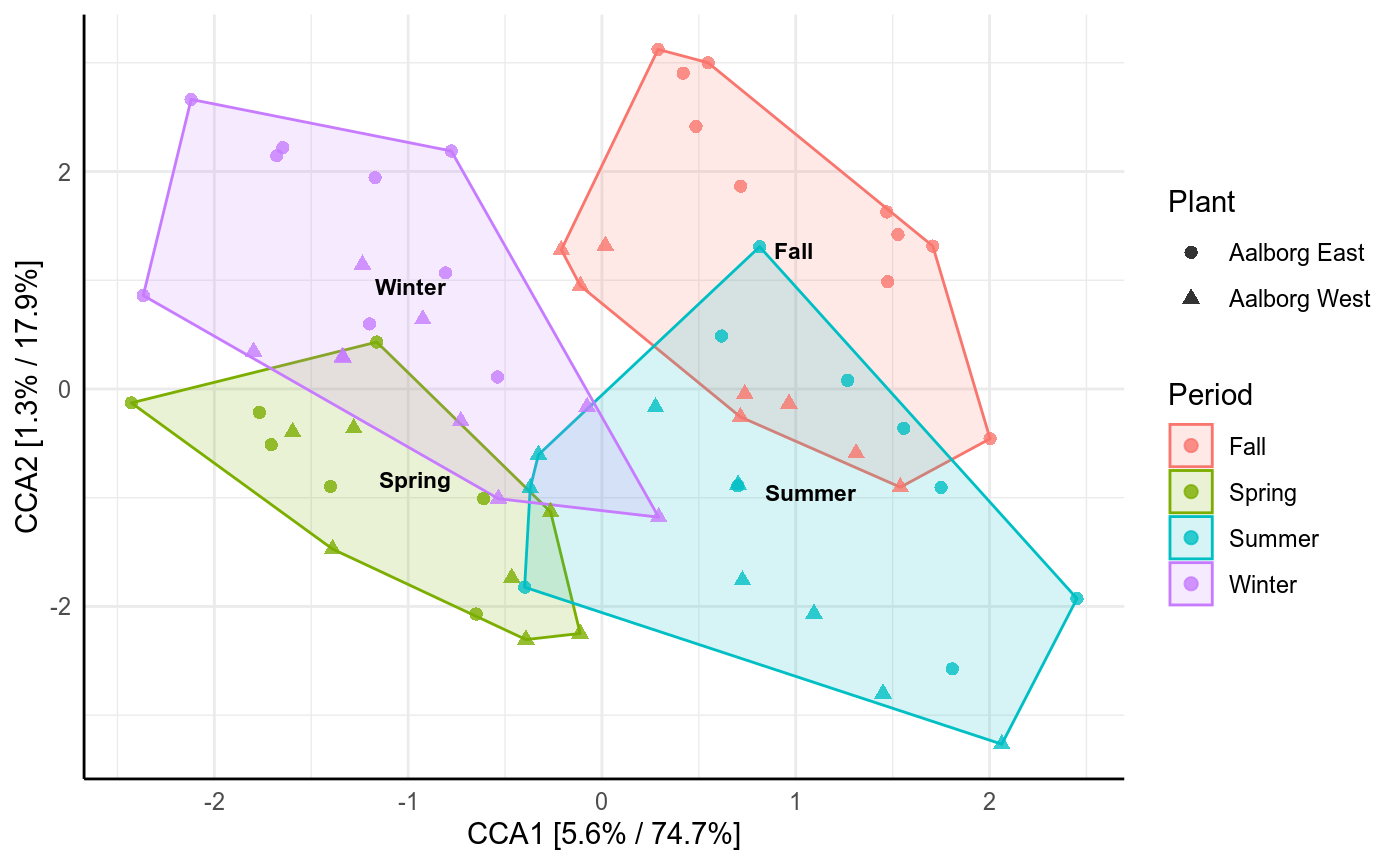 Fall
Winter
Spring
Summer
2
0
-2
-2
-1
0
1
2
CCA1 [5.6% / 74.7%]
CCA2 [1.3% / 17.9%]
Plant
Aalborg East
Aalborg West
Period
Fall
Spring
Summer
Winter